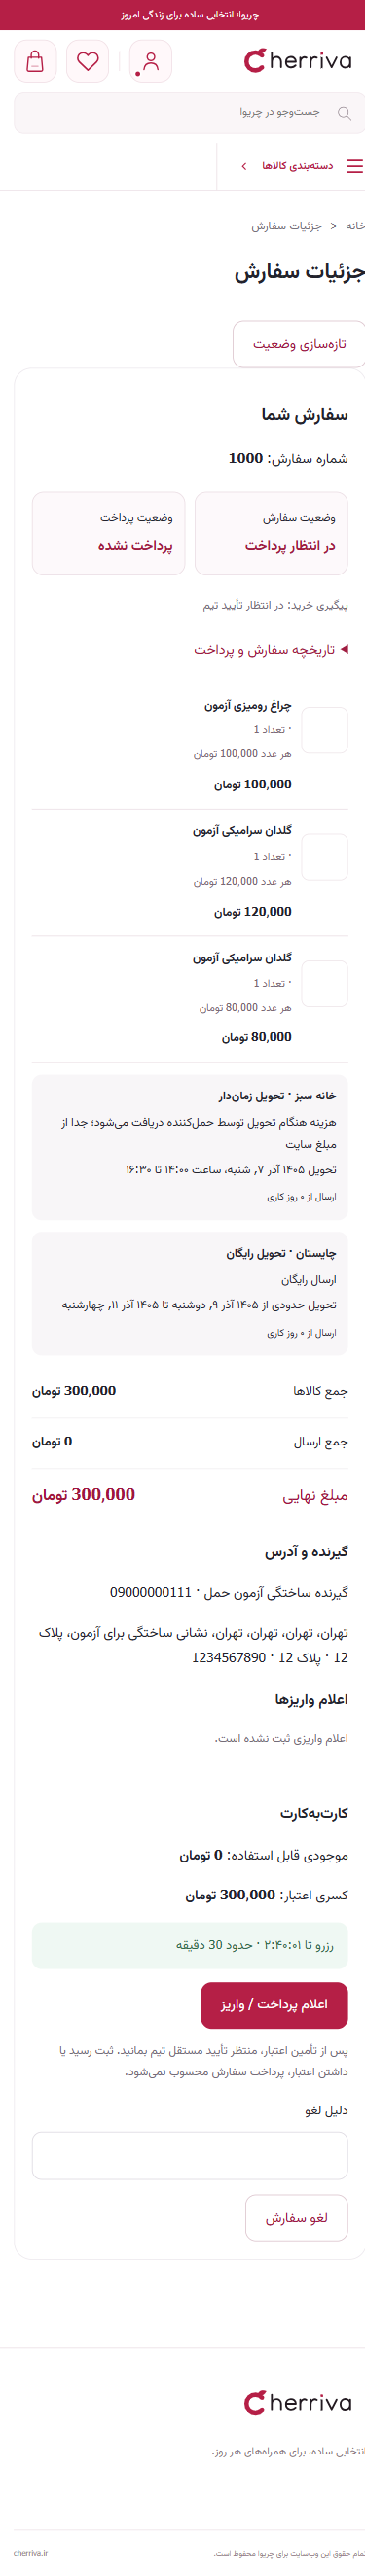 چریوا؛ انتخابی ساده برای زندگی امروز
Cherriva
جست‌وجو در چریوا
دسته‌بندی کالاها
خانه > جزئیات سفارش
جزئیات سفارش
تازه‌سازی وضعیت
سفارش شما
شماره سفارش: 1000
وضعیت سفارش
در انتظار پرداخت
وضعیت پرداخت
پرداخت نشده
پیگیری خرید: در انتظار تأیید تیم
تاریخچه سفارش و پرداخت
چراغ رومیزی آزمون
· تعداد 1
هر عدد 100,000 تومان
100,000 تومان
گلدان سرامیکی آزمون
· تعداد 1
هر عدد 120,000 تومان
120,000 تومان
گلدان سرامیکی آزمون
· تعداد 1
هر عدد 80,000 تومان
80,000 تومان
خانه سبز · تحویل زمان‌دار
هزینه هنگام تحویل توسط حمل‌کننده دریافت می‌شود؛ جدا از
مبلغ سایت
تحویل ۱۴۰۵ آذر ۷, شنبه، ساعت ۱۴:۰۰ تا ۱۶:۳۰
ارسال از ۰ روز کاری
چایستان · تحویل رایگان
ارسال رایگان
تحویل حدودی از ۱۴۰۵ آذر ۹, دوشنبه تا ۱۴۰۵ آذر ۱۱, چهارشنبه
ارسال از ۰ روز کاری
جمع کالاها 300,000 تومان
جمع ارسال 0 تومان
مبلغ نهایی 300,000 تومان
گیرنده و آدرس
گیرنده ساختگی آزمون حمل · 09000000111
تهران، تهران، تهران، تهران، نشانی ساختگی برای آزمون، پلاک
12 · پلاک 12 · 1234567890
اعلام واریزها
اعلام واریزی ثبت نشده است.
کارت‌به‌کارت
موجودی قابل استفاده: 0 تومان
کسری اعتبار: 300,000 تومان
رزرو تا ۲:۴۰:۰۱ · حدود 30 دقیقه
اعلام پرداخت / واریز
پس از تأمین اعتبار، منتظر تأیید مستقل تیم بمانید. ثبت رسید یا
داشتن اعتبار، پرداخت سفارش محسوب نمی‌شود.
دلیل لغو
لغو سفارش
Cherriva
انتخابی ساده، برای همراه‌های هر روز.
تمام حقوق این وب‌سایت برای چریوا محفوظ است.
cherriva.ir